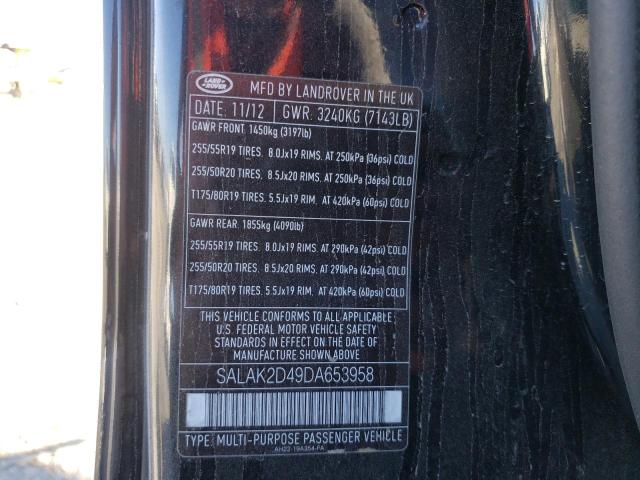 LAND ROVER
MFD BY LANDROVER IN THE UK
DATE: 11/12 GWR: 3240KG (7143LB)
GAWR FRONT 1450kg (3197lb)
255/55R19 TIRES. 8.0Jx19 RIMS. AT 250kPa (36psi) COLD
255/50R20 TIRES. 8.5Jx20 RIMS. AT 250kPa (36psi) COLD
T175/80R19 TIRES. 5.5Jx19 RIM. AT 420kPa (60psi) COLD
GAWR REAR. 1855kg (4090lb)
255/55R19 TIRES. 8.0Jx19 RIMS. AT 290kPa (42psi) COLD
255/50R20 TIRES. 8.5Jx20 RIMS. AT 290kPa (42psi) COLD
T175/80R19 TIRES. 5.5Jx19 RIM. AT 420kPa (60psi) COLD
THIS VEHICLE CONFORMS TO ALL APPLICABLE
U.S. FEDERAL MOTOR VEHICLE SAFETY
STANDARDS IN EFFECT ON THE DATE OF
MANUFACTURE SHOWN ABOVE
SALAK2D49DA653958
TYPE: MULTI-PURPOSE PASSENGER VEHICLE
AH22-19A354-PA